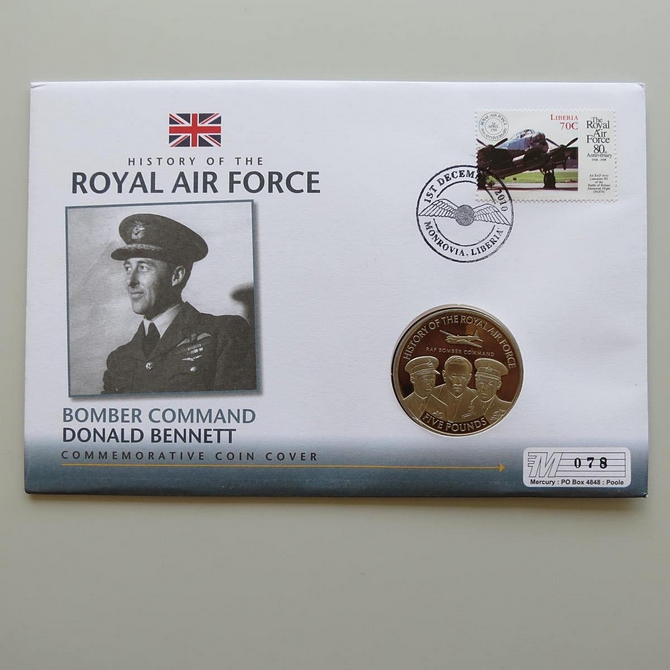 HISTORY OF THE
ROYAL AIR FORCE
BOMBER COMMAND
DONALD BENNETT
COMMEMORATIVE COIN COVER
LIBERIA
70C
The
Royal
Air
Force
80
Anniversary
1ST DECEMBER 2010
MONROVIA, LIBERIA
HISTORY OF THE ROYAL AIR FORCE
RAF BOMBER COMMAND
FIVE POUNDS
M 078
Mercury : PO Box 4848 : Poole